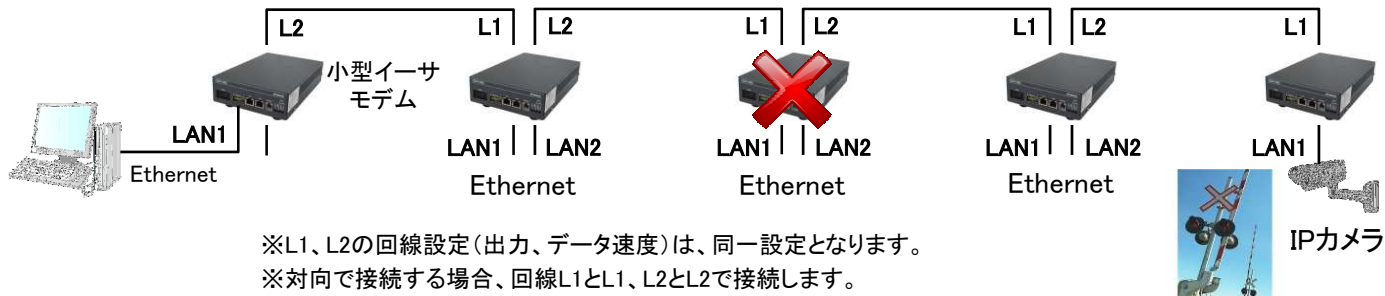 L2 L1 L2 L1 L2 L1 L2 L1
小型イーサ
モデム
LAN1
Ethernet
LAN1 LAN2 LAN1 LAN2 LAN1 LAN2 LAN1
Ethernet Ethernet Ethernet
IPカメラ
※L1、L2の回線設定(出力、データ速度)は、同一設定となります。
※対向で接続する場合、回線L1とL1、L2とL2で接続します。